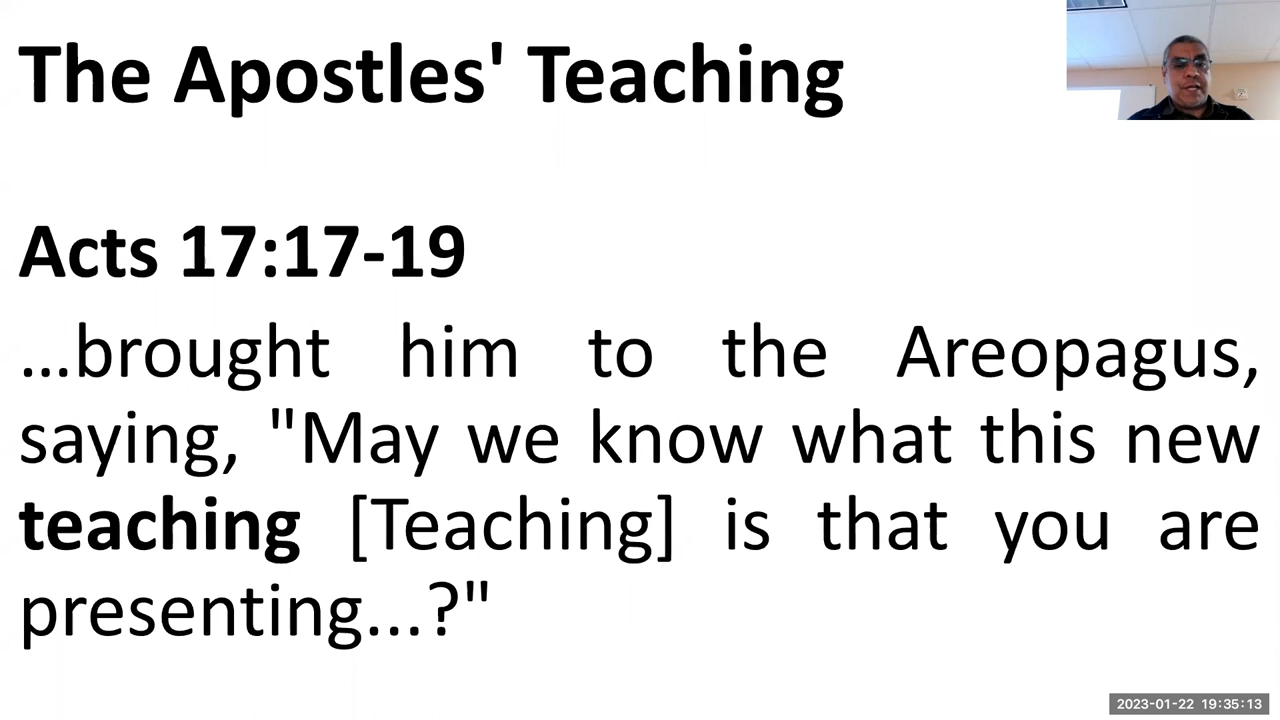 The Apostles' Teaching
Acts 17:17-19
...brought him to the Areopagus,
saying, "May we know what this new
teaching [Teaching] is that you are
presenting...?"
2023-01-22 19:35:13